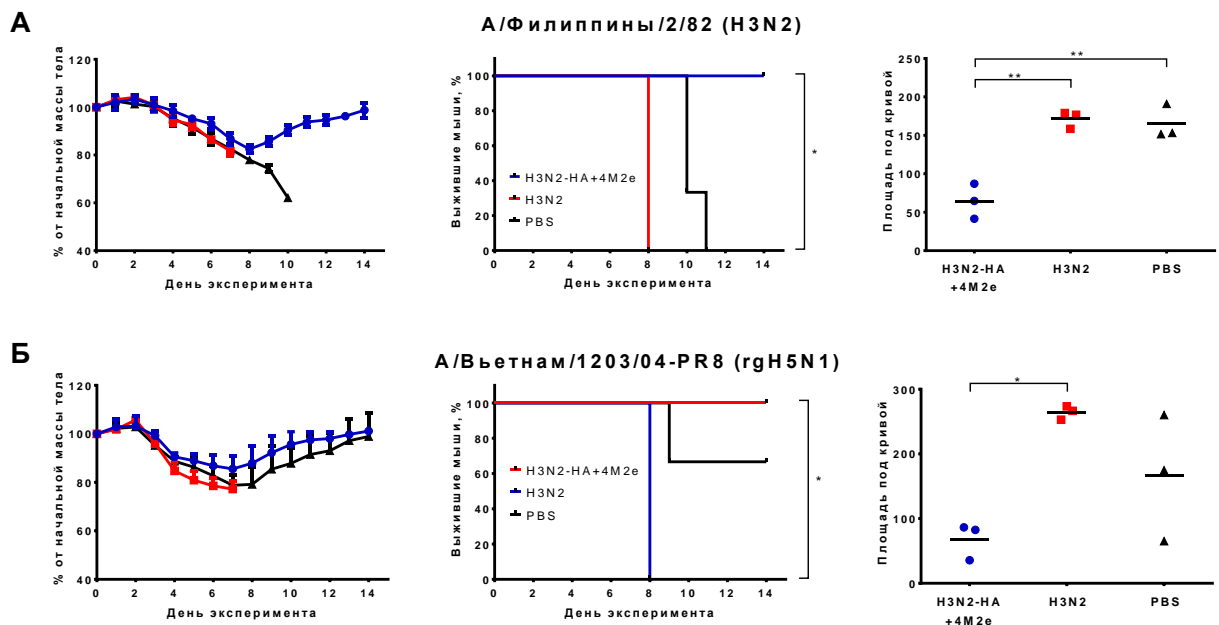 А
А/Филиппины/2/82 (H3N2)
% от начальной массы тела
120
100
80
60
40
0 2 4 6 8 10 12 14
День эксперимента
Выжившие мыши, %
100
80
60
40
20
0
H3N2-HA+4M2e
H3N2
PBS
*
0 2 4 6 8 10 12 14
День эксперимента
Площадь под кривой
250
200
150
100
50
0
**
**
H3N2-HA
+4M2e
H3N2
PBS
Б
А/Вьетнам/1203/04-PR8 (rgH5N1)
% от начальной массы тела
120
100
80
60
40
0 2 4 6 8 10 12 14
День эксперимента
Выжившие мыши, %
100
80
60
40
20
0
H3N2-HA+4M2e
H3N2
PBS
*
0 2 4 6 8 10 12 14
День эксперимента
Площадь под кривой
300
200
100
0
*
H3N2-HA
+4M2e
H3N2
PBS